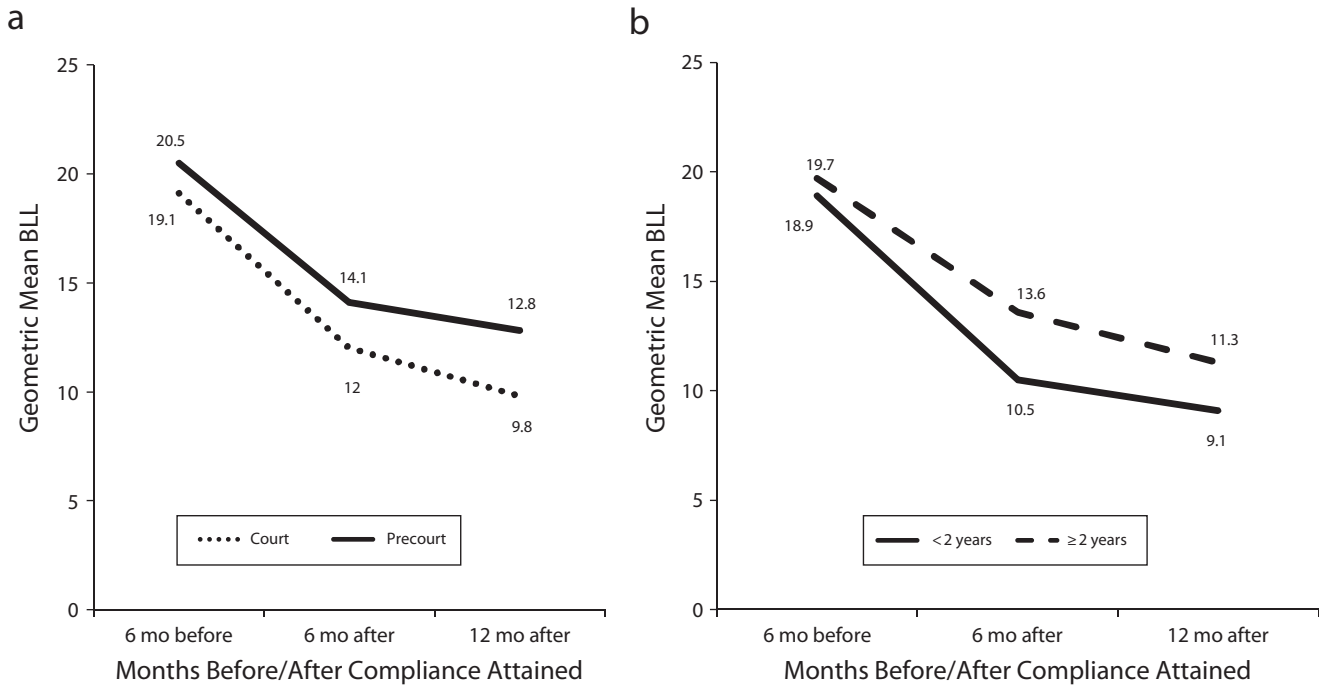 a
25
20
15
10
5
0
Geometric Mean BLL
20.5
19.1
14.1
12
12.8
9.8
Court Precourt
6 mo before 6 mo after 12 mo after
Months Before/After Compliance Attained
b
25
20
15
10
5
0
Geometric Mean BLL
19.7
18.9
13.6
10.5
11.3
9.1
<2 years ≥2 years
6 mo before 6 mo after 12 mo after
Months Before/After Compliance Attained